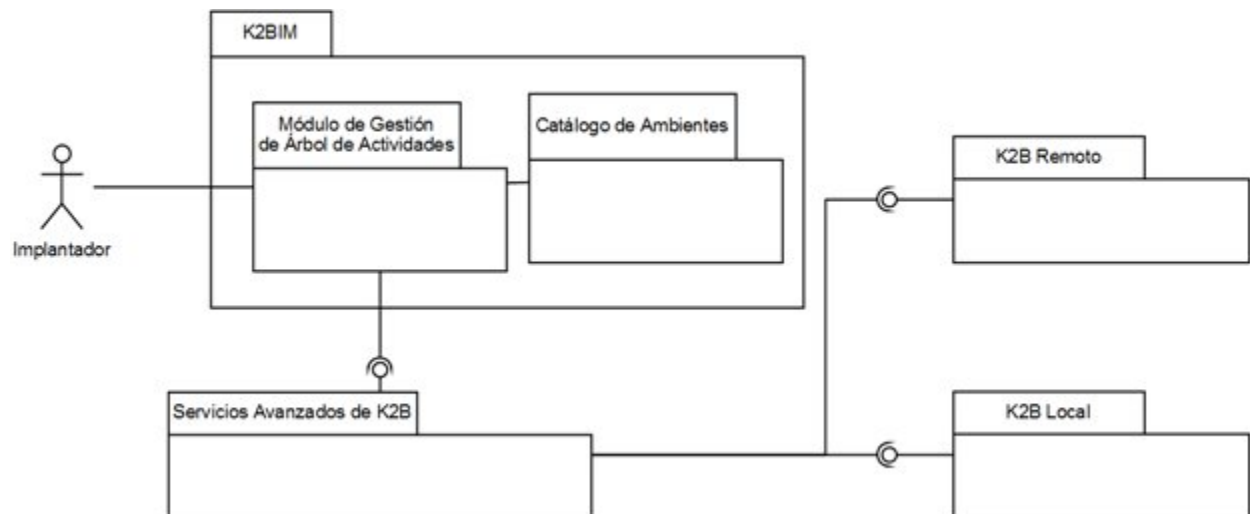 K2BIM
Módulo de Gestión
de Árbol de Actividades
Catálogo de Ambientes
K2B Remoto
Implantador
Servicios Avanzados de K2B
K2B Local